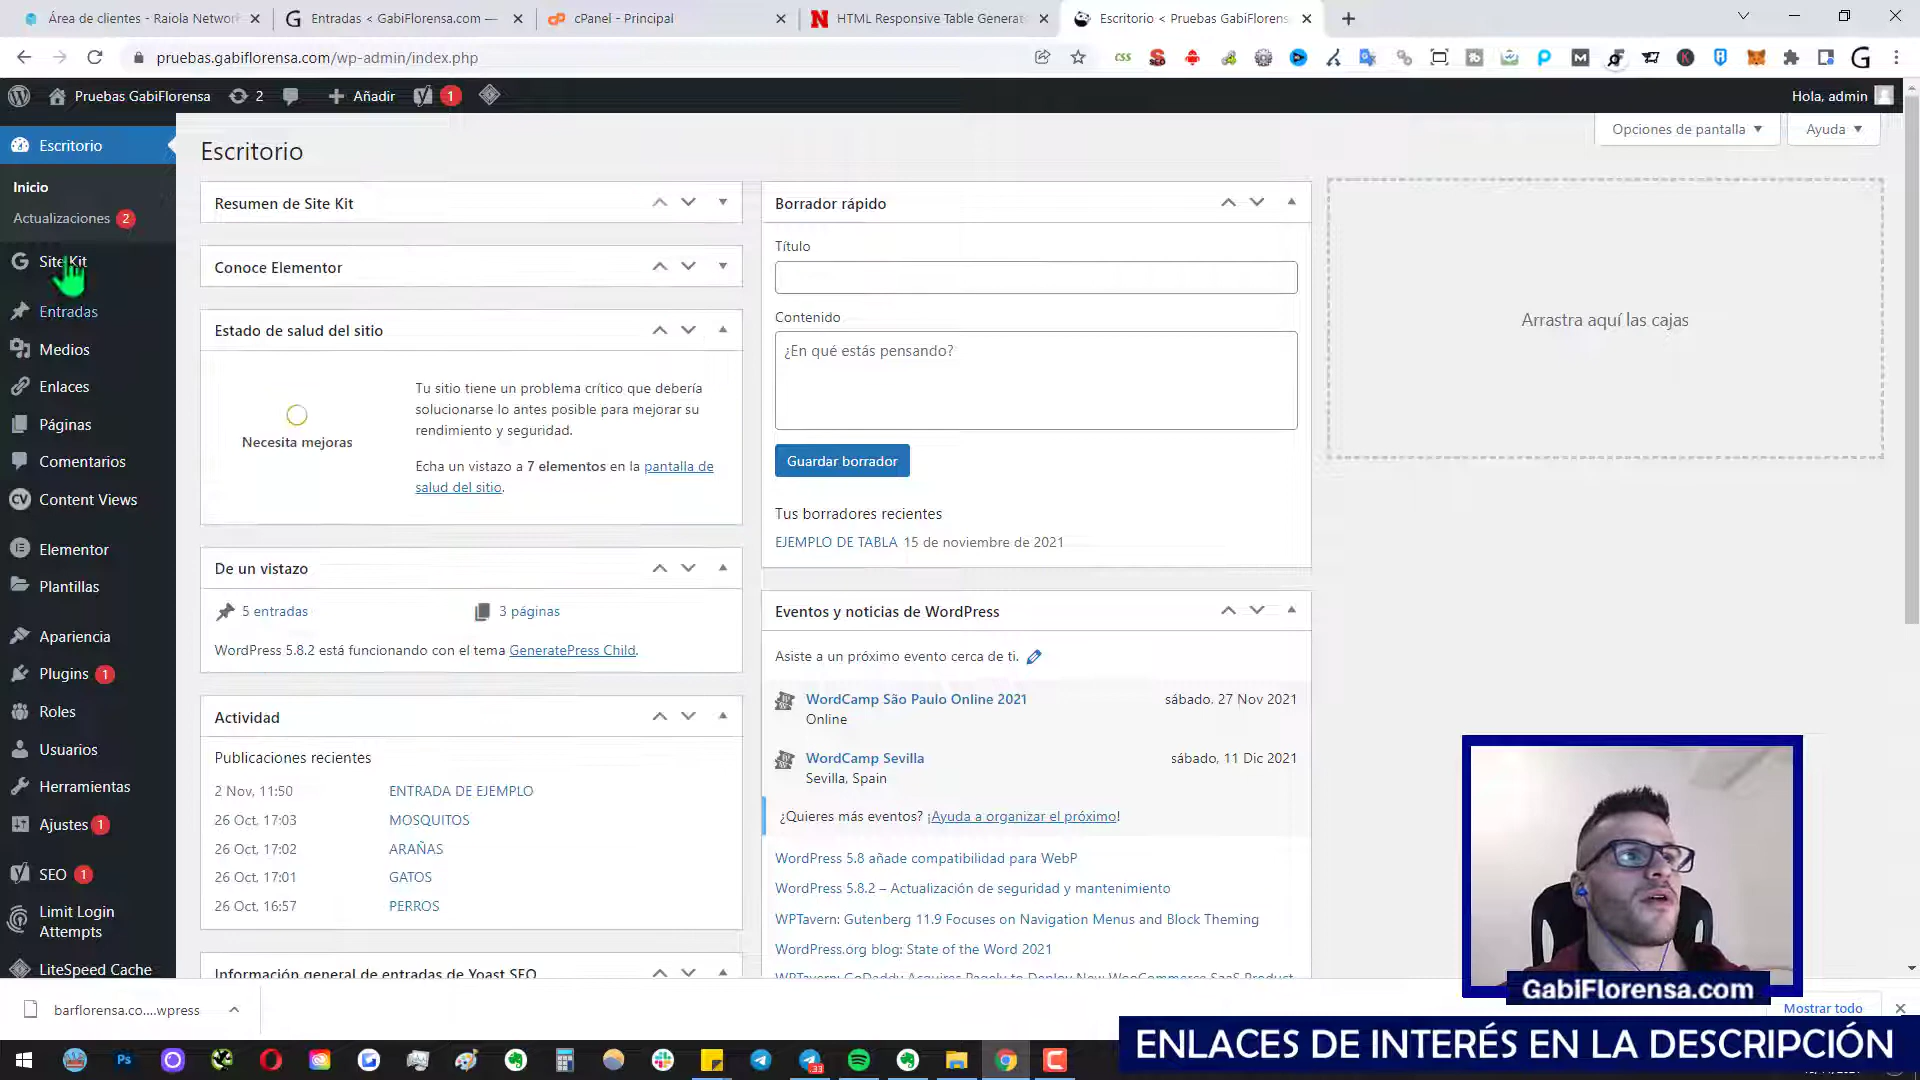 Área de clientes - Raiola Network
Entradas < GabiFlorensa.com —
cPanel - Principal
HTML Responsive Table Generat
Escritorio < Pruebas GabiFlorens
pruebas.gabiflorensa.com/wp-admin/index.php
Pruebas GabiFlorensa
2
Añadir
1
Hola, admin
Escritorio
Inicio
Actualizaciones 2
Site Kit
Entradas
Medios
Enlaces
Páginas
Comentarios
Content Views
Elementor
Plantillas
Apariencia
Plugins 1
Roles
Usuarios
Herramientas
Ajustes 1
SEO 1
Limit Login
Attempts
LiteSpeed Cache
Opciones de pantalla
Ayuda
Escritorio
Resumen de Site Kit
Conoce Elementor
Estado de salud del sitio
Necesita mejoras
Tu sitio tiene un problema crítico que debería
solucionarse lo antes posible para mejorar su
rendimiento y seguridad.
Echa un vistazo a 7 elementos en la pantalla de
salud del sitio.
De un vistazo
5 entradas
3 páginas
WordPress 5.8.2 está funcionando con el tema GeneratePress Child.
Actividad
Publicaciones recientes
2 Nov, 11:50 ENTRADA DE EJEMPLO
26 Oct, 17:03 MOSQUITOS
26 Oct, 17:02 ARAÑAS
26 Oct, 17:01 GATOS
26 Oct, 16:57 PERROS
Información general de entradas de Yoast SEO
Borrador rápido
Título
Contenido
¿En qué estás pensando?
Guardar borrador
Tus borradores recientes
EJEMPLO DE TABLA 15 de noviembre de 2021
Eventos y noticias de WordPress
Asiste a un próximo evento cerca de ti.
WordCamp São Paulo Online 2021
sábado, 27 Nov 2021
Online
WordCamp Sevilla
sábado, 11 Dic 2021
Sevilla, Spain
¿Quieres más eventos? ¡Ayuda a organizar el próximo!
WordPress 5.8 añade compatibilidad para WebP
WordPress 5.8.2 – Actualización de seguridad y mantenimiento
WPTavern: Gutenberg 11.9 Focuses on Navigation Menus and Block Theming
WordPress.org blog: State of the Word 2021
WPTavern: GoDaddy Acquires Pagely to Deploy New WooCommerce SaaS Product
Arrastra aquí las cajas
GabiFlorensa.com
barflorensa.co....wpress
Mostrar todo
ENLACES DE INTERÉS EN LA DESCRIPCIÓN